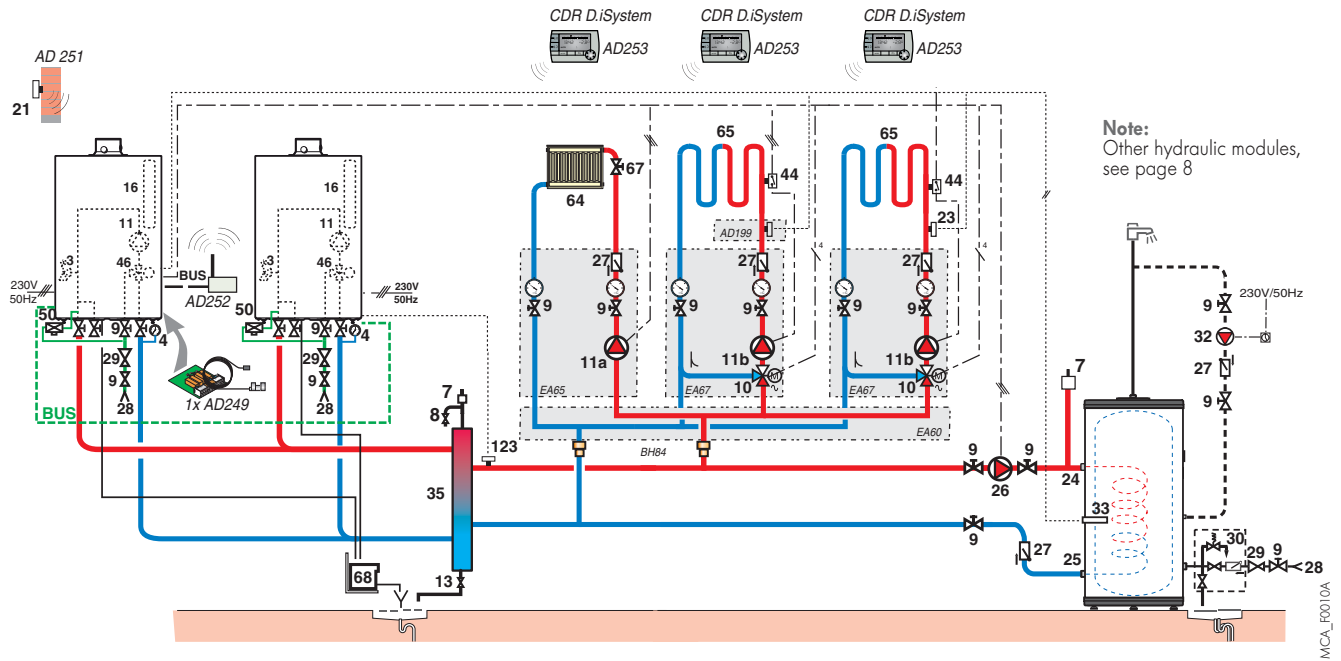 CDR D.iSystem
AD253
CDR D.iSystem
AD253
CDR D.iSystem
AD253
AD 251
21
Note:
Other hydraulic modules,
see page 8
16
11
3
46
230V
50Hz
BUS
AD252
16
11
3
46
230V
50Hz
50
9
4
29
9
28
1x AD249
BUS
50
9
4
29
9
28
64
67
65
44
65
44
AD199
23
27
9
11a
EA65
27
9
11b
4
10
M
EA67
27
9
11b
4
10
M
EA67
EA60
BH84
7
8
123
35
13
68
9
26
9
7
24
33
25
9
27
9
230V/50Hz
32
27
9
30
29
9
28
MCA_F0010A